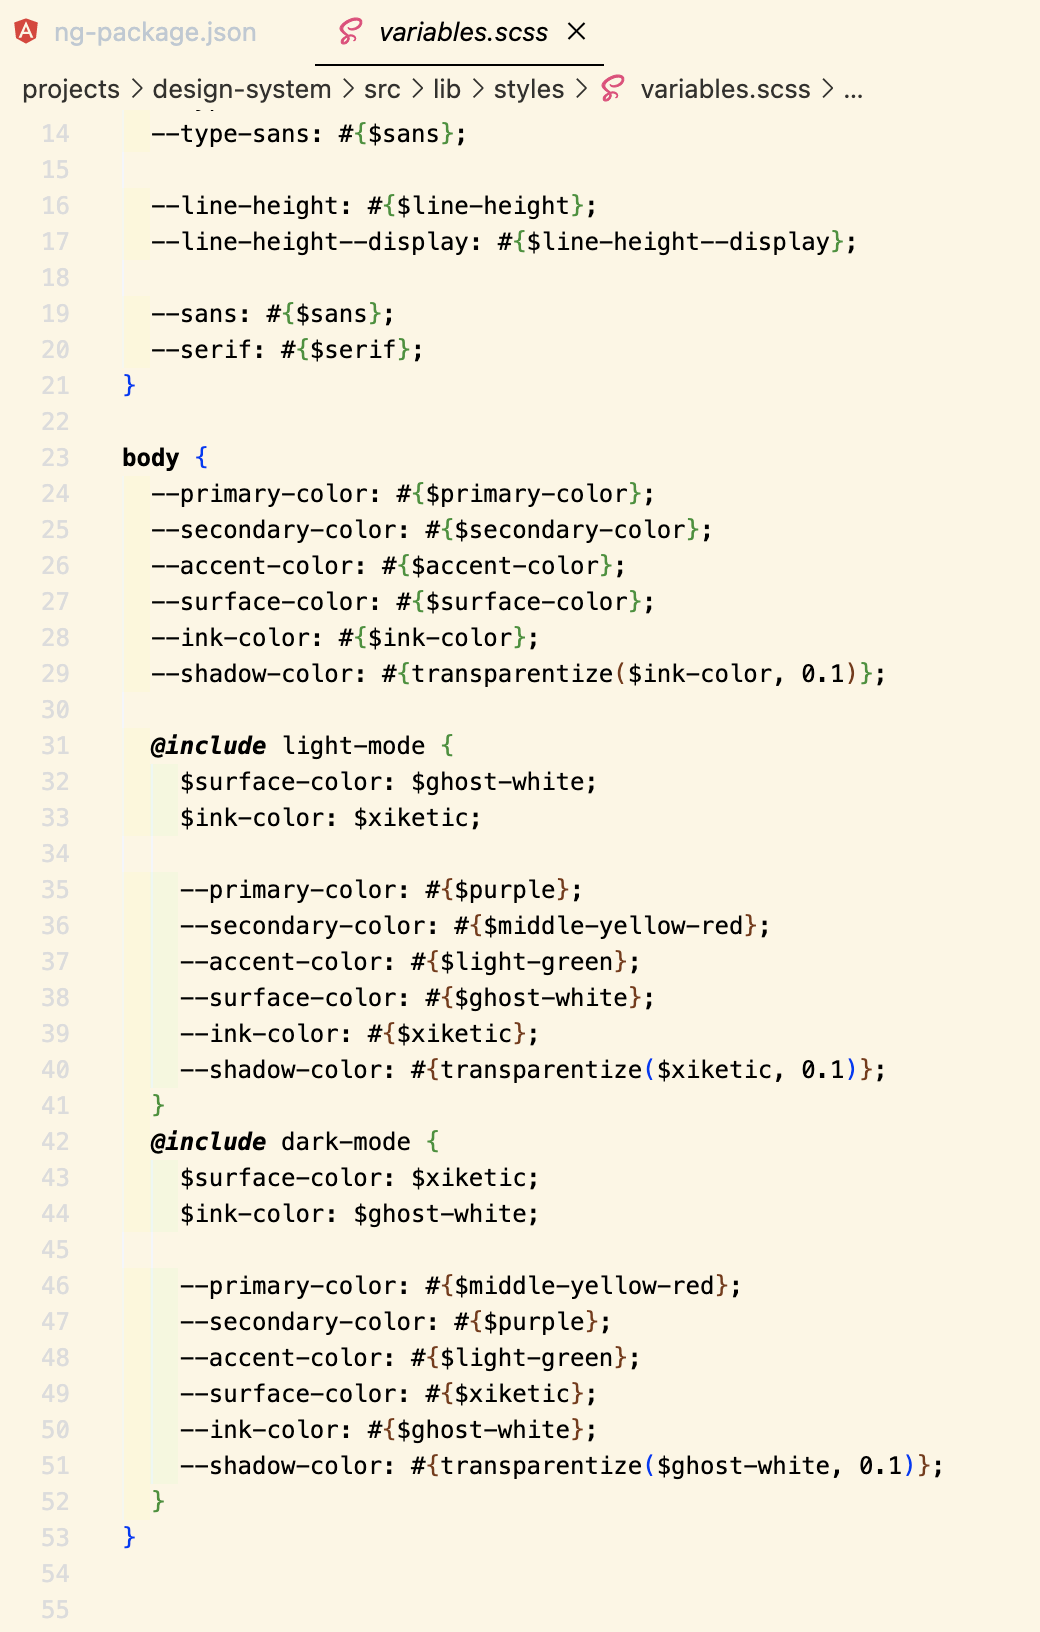 ng-package.json variables.scss
projects > design-system > src > lib > styles > variables.scss > ...
14 --type-sans: #{$sans};
15
16 --line-height: #{$line-height};
17 --line-height--display: #{$line-height--display};
18
19 --sans: #{$sans};
20 --serif: #{$serif};
21 }
22
23 body {
24 --primary-color: #{$primary-color};
25 --secondary-color: #{$secondary-color};
26 --accent-color: #{$accent-color};
27 --surface-color: #{$surface-color};
28 --ink-color: #{$ink-color};
29 --shadow-color: #{transparentize($ink-color, 0.1)};
30
31 @include light-mode {
32 $surface-color: $ghost-white;
33 $ink-color: $xiketic;
34
35 --primary-color: #{$purple};
36 --secondary-color: #{$middle-yellow-red};
37 --accent-color: #{$light-green};
38 --surface-color: #{$ghost-white};
39 --ink-color: #{$xiketic};
40 --shadow-color: #{transparentize($xiketic, 0.1)};
41 }
42 @include dark-mode {
43 $surface-color: $xiketic;
44 $ink-color: $ghost-white;
45
46 --primary-color: #{$middle-yellow-red};
47 --secondary-color: #{$purple};
48 --accent-color: #{$light-green};
49 --surface-color: #{$xiketic};
50 --ink-color: #{$ghost-white};
51 --shadow-color: #{transparentize($ghost-white, 0.1)};
52 }
53 }
54
55